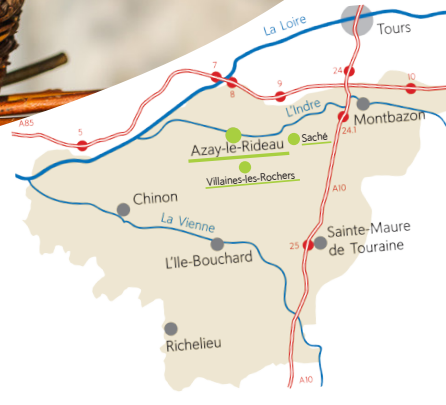 La Loire
Tours
7
24
10
8
9
A85
L'Indre
Montbazon
5
24.1
Saché
Azay-le-Rideau
Villaines-les-Rochers
A10
Chinon
La Vienne
Sainte-Maure
de Touraine
25
L'Ile-Bouchard
Richelieu
A10